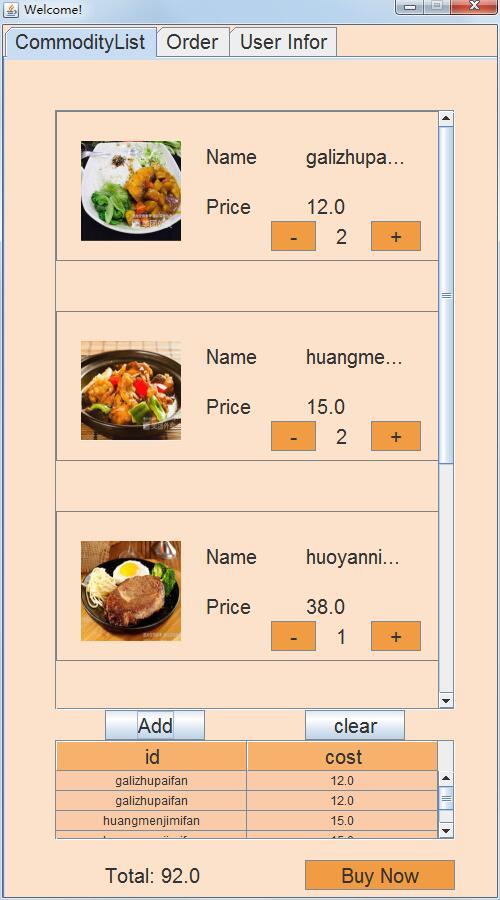 Welcome!
CommodityList Order User Infor
Name galizhupa...
Price 12.0
- 2 +
Name huangme...
Price 15.0
- 2 +
Name huoyanni...
Price 38.0
- 1 +
Add clear
id cost
galizhupaifan 12.0
galizhupaifan 12.0
huangmenjimifan 15.0
Total: 92.0 Buy Now